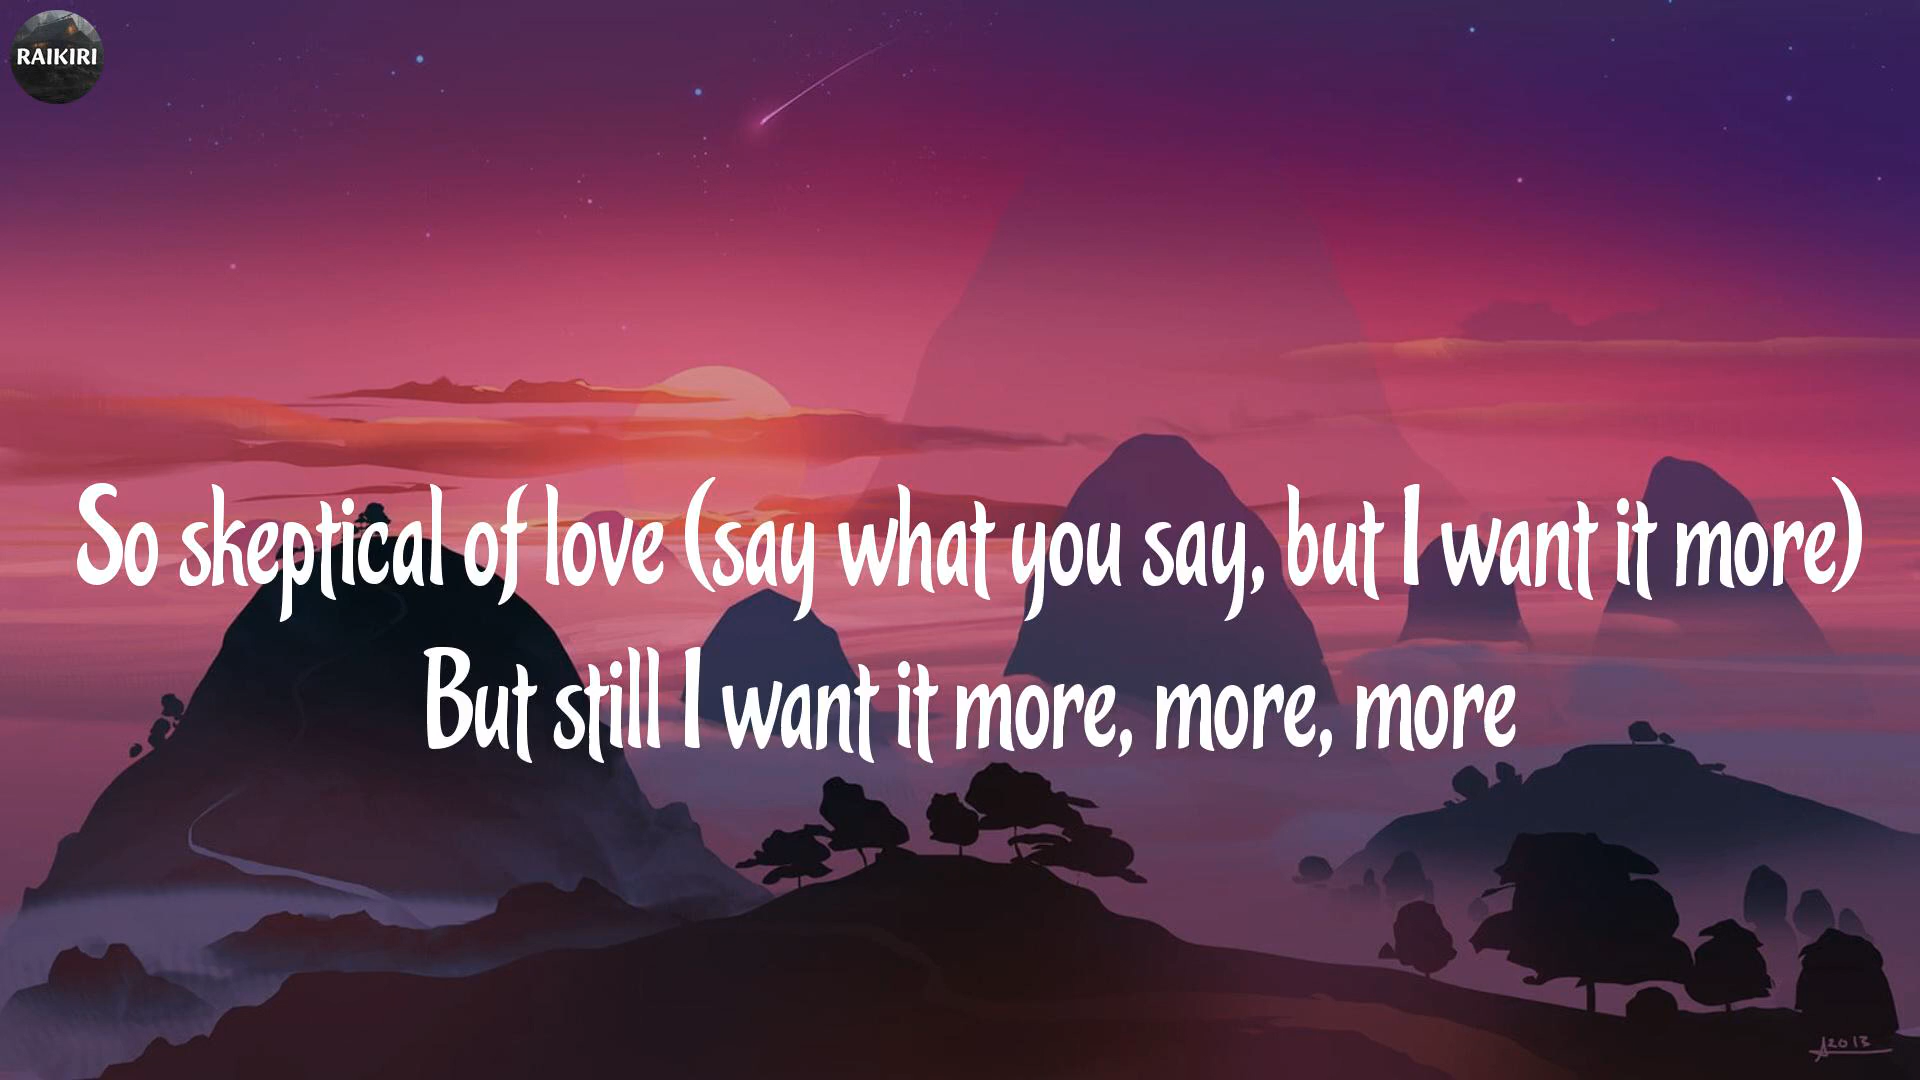 RAIKIRI
So skeptical of love (say what you say, but I want it more)
But still I want it more, more, more
2013